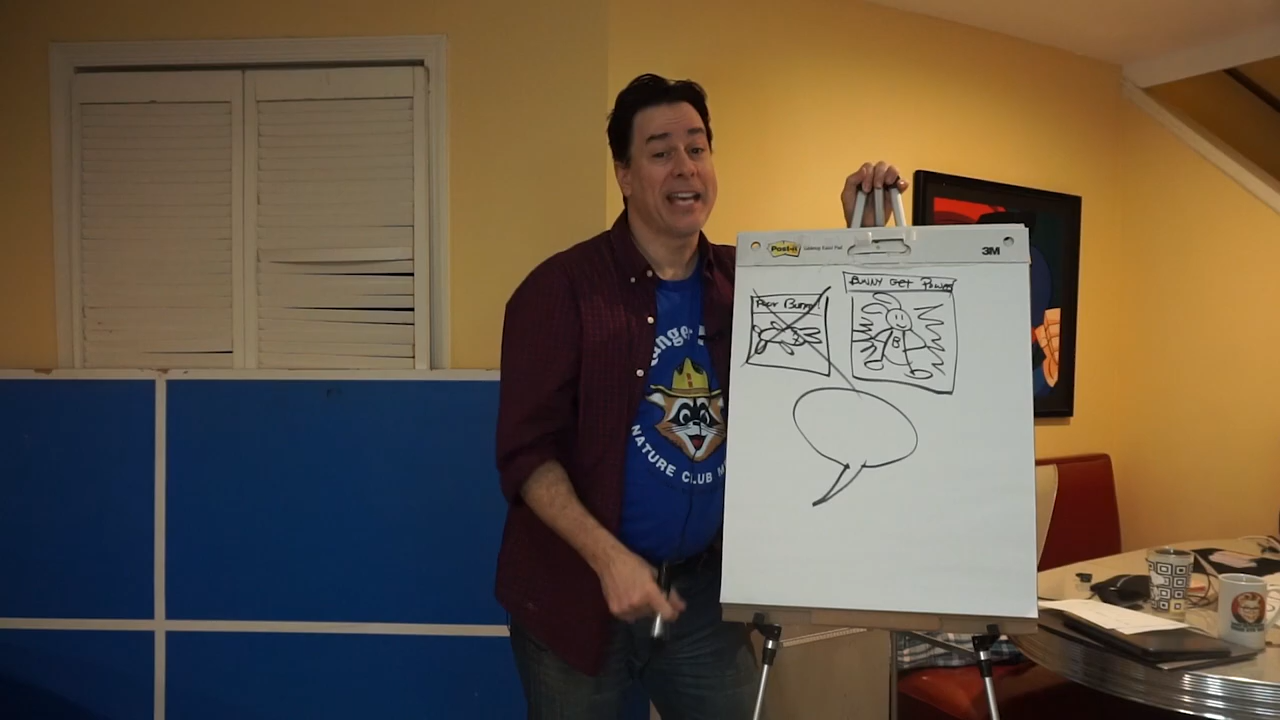 Post-it
3M
BUNNY GET POWER
POOR BUNNY!
B
NATURE CLUB